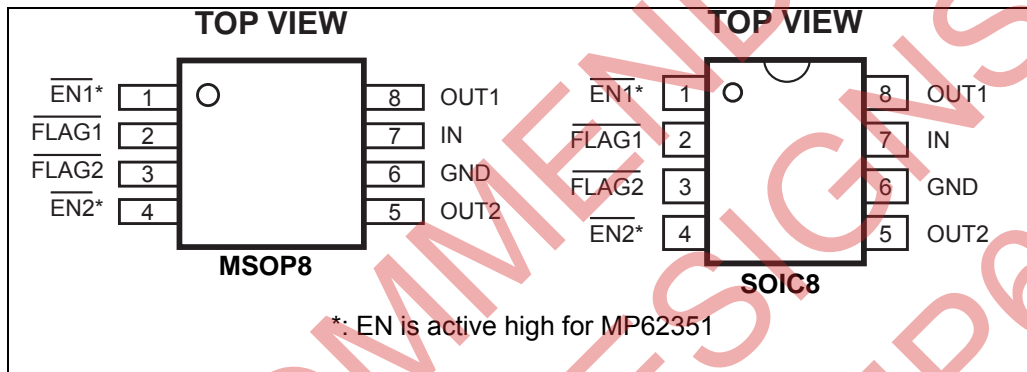 TOP VIEW
EN1* 1 8 OUT1
FLAG1 2 7 IN
FLAG2 3 6 GND
EN2* 4 5 OUT2
MSOP8
TOP VIEW
EN1* 1 8 OUT1
FLAG1 2 7 IN
FLAG2 3 6 GND
EN2* 4 5 OUT2
SOIC8
*: EN is active high for MP62351